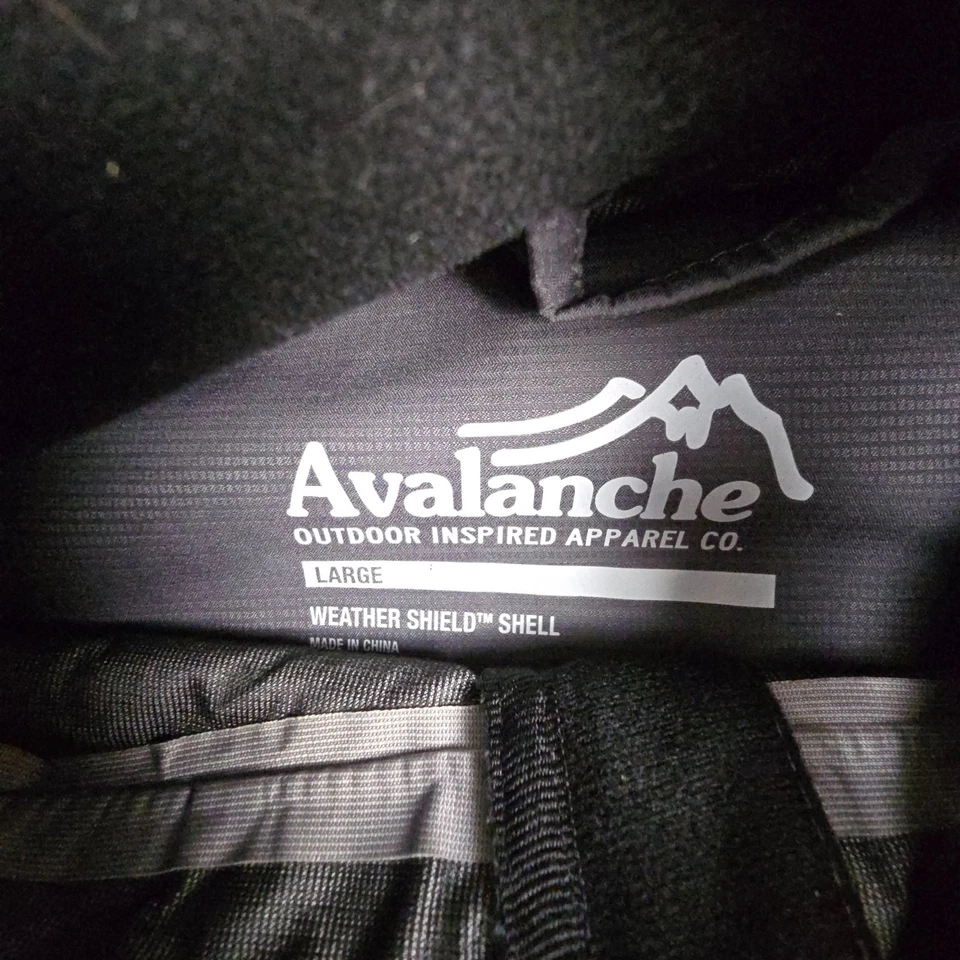 Avalanche
OUTDOOR INSPIRED APPAREL CO.
LARGE
WEATHER SHIELD™ SHELL
MADE IN CHINA